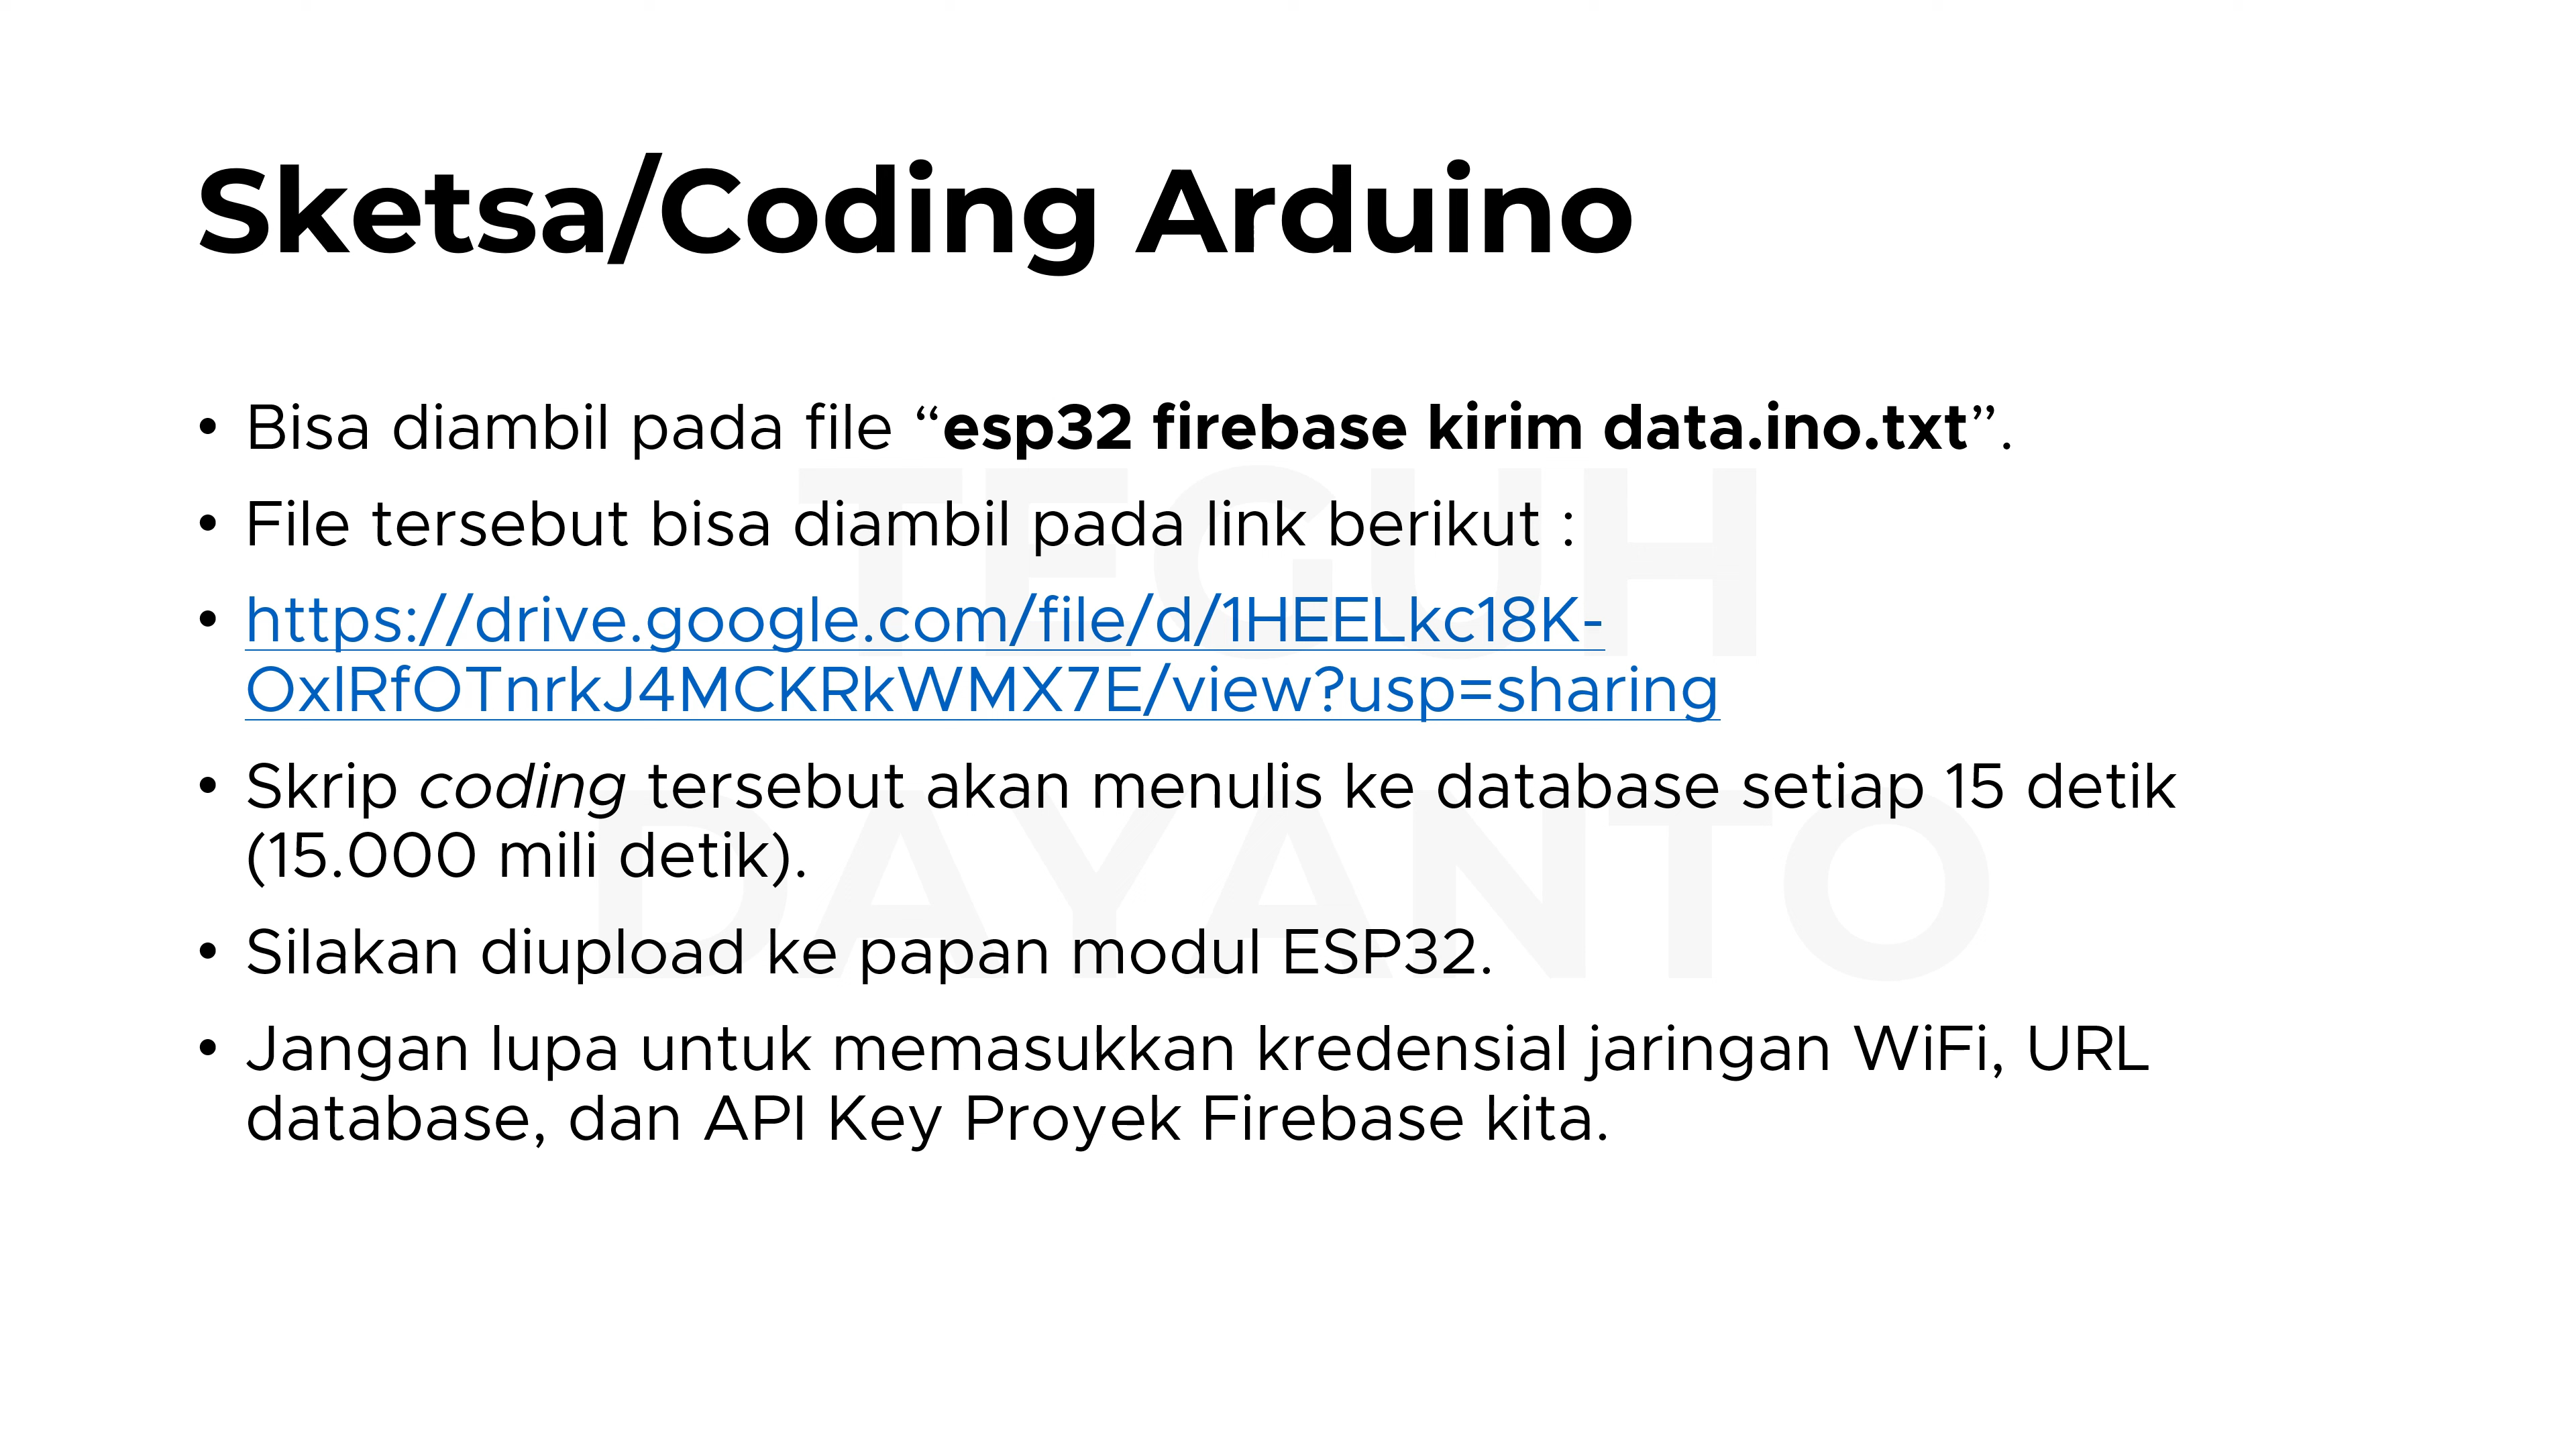 Sketsa/Coding Arduino
• Bisa diambil pada file “esp32 firebase kirim data.ino.txt”.
• File tersebut bisa diambil pada link berikut :
• https://drive.google.com/file/d/1HEELkc18K-
OxlRfOTnrkJ4MCKRkWMX7E/view?usp=sharing
• Skrip coding tersebut akan menulis ke database setiap 15 detik
(15.000 mili detik).
• Silakan diupload ke papan modul ESP32.
• Jangan lupa untuk memasukkan kredensial jaringan WiFi, URL
database, dan API Key Proyek Firebase kita.
TEGUH
DAYANTO